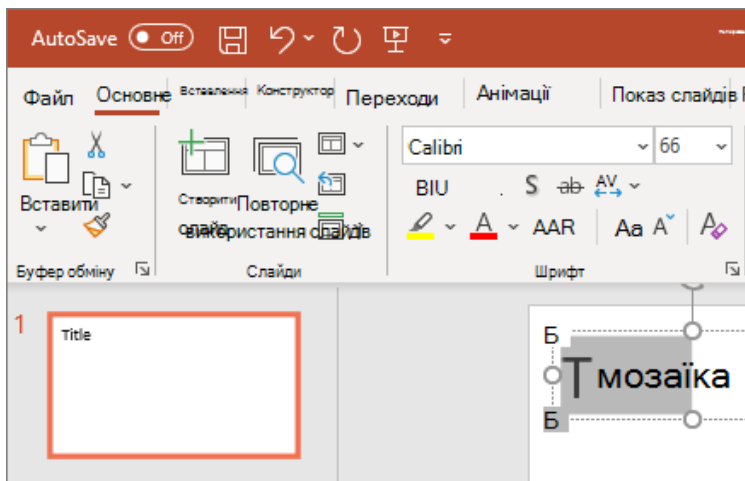 AutoSave Off
Файл Основне Вставлення Конструктор Переходи Анімації Показ слайдів
Calibri 66
Вставити
BIU . S ab AV
Створити слайд
Повторне використання слайдів
A AAR Aa A A
Буфер обміну Слайди Шрифт
1
Title
Б
Т мозаїка
Б